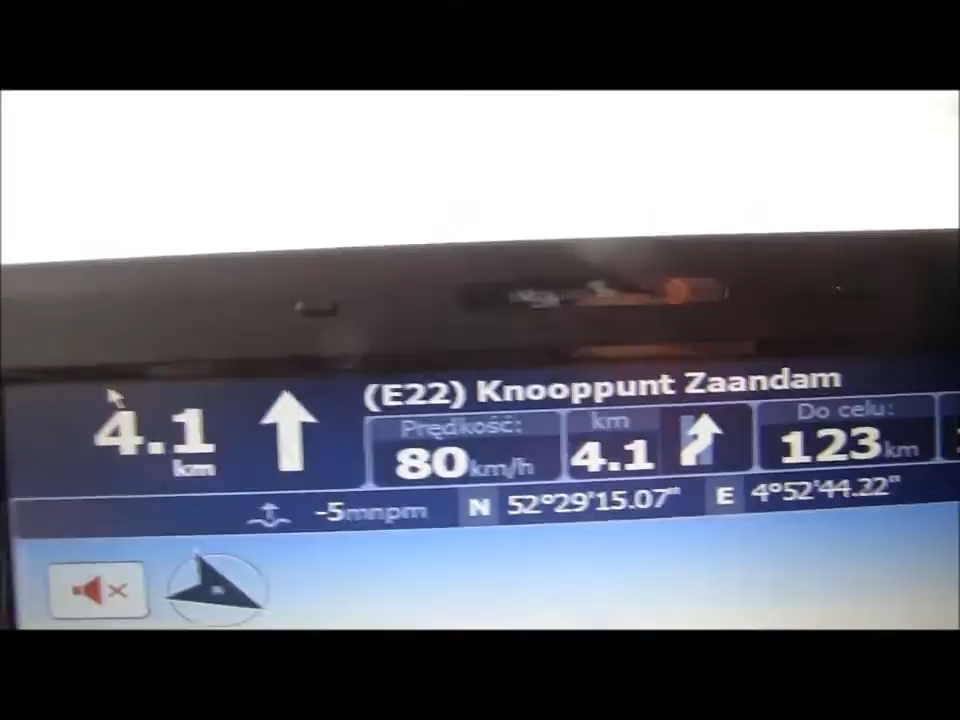 (E22) Knooppunt Zaandam
4.1 km
Prędkość:
80km/h
km
4.1
Do celu:
123km
-5mnpm
N 52°29'15.07" E 4°52'44.22"